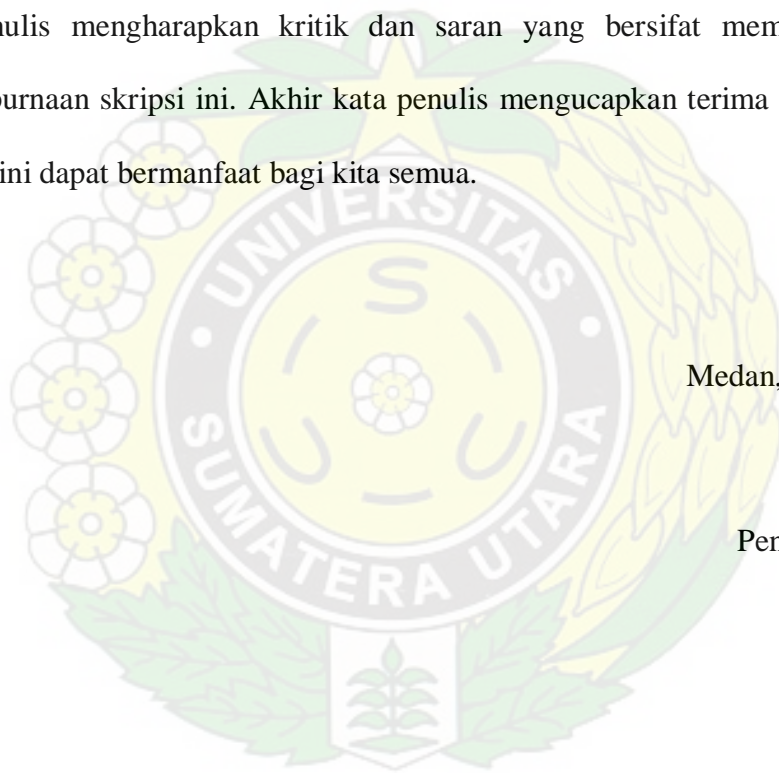 nulis mengharapkan kritik dan saran yang bersifat mem
purnaan skripsi ini. Akhir kata penulis mengucapkan terima
ini dapat bermanfaat bagi kita semua.
UNIVERSITAS
SUMATERA UTARA
Medan,
Pen